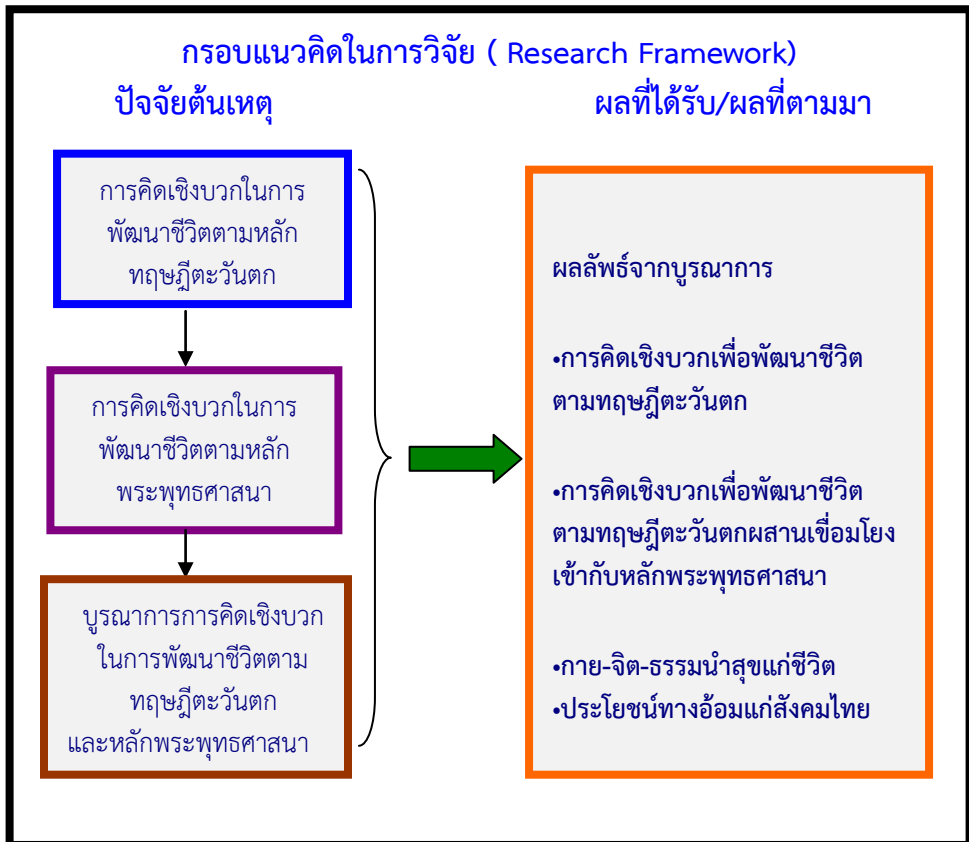 กรอบแนวคิดในการวิจัย ( Research Framework)
ปัจจัยต้นเหตุ
ผลที่ได้รับ/ผลที่ตามมา
การคิดเชิงบวกในการ
พัฒนาชีวิตตามหลัก
ทฤษฎีตะวันตก
การคิดเชิงบวกในการ
พัฒนาชีวิตตามหลัก
พระพุทธศาสนา
บูรณาการการคิดเชิงบวก
ในการพัฒนาชีวิตตาม
ทฤษฎีตะวันตก
และหลักพระพุทธศาสนา
ผลลัพธ์จากบูรณาการ
•การคิดเชิงบวกเพื่อพัฒนาชีวิต
ตามทฤษฎีตะวันตก
•การคิดเชิงบวกเพื่อพัฒนาชีวิต
ตามทฤษฎีตะวันตกผสานเขื่อมโยง
เข้ากับหลักพระพุทธศาสนา
•กาย-จิต-ธรรมนำสุขแก่ชีวิต
•ประโยชน์ทางอ้อมแก่สังคมไทย